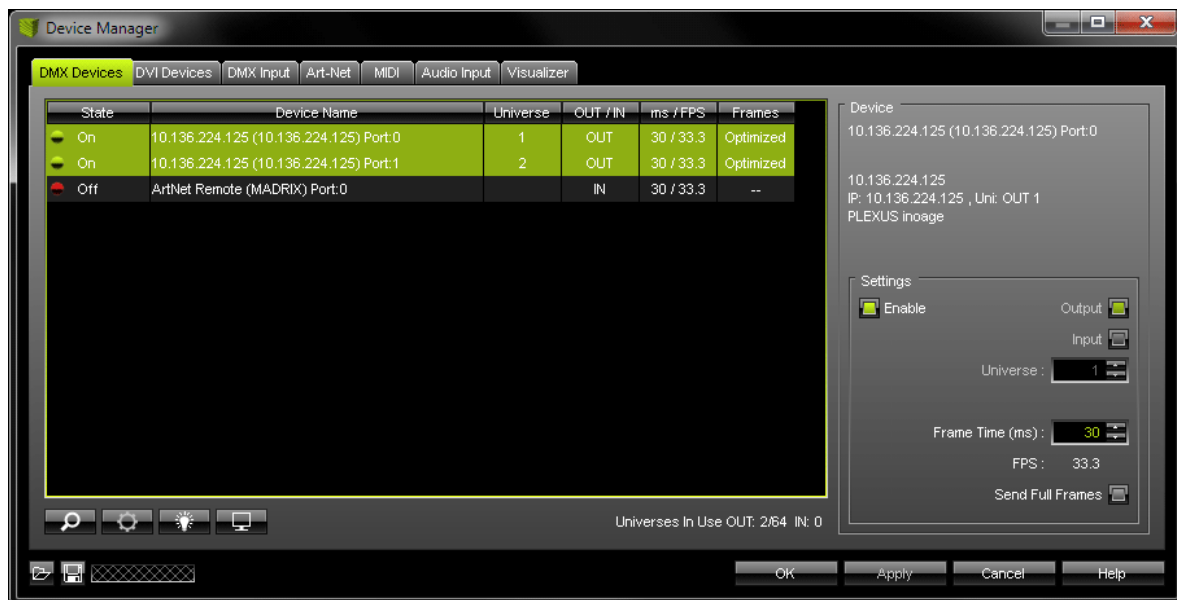 Device Manager
DMX Devices DVI Devices DMX Input Art-Net MIDI Audio Input Visualizer
State Device Name Universe OUT / IN ms / FPS Frames
On 10.136.224.125 (10.136.224.125) Port:0 1 OUT 30 / 33.3 Optimized
On 10.136.224.125 (10.136.224.125) Port:1 2 OUT 30 / 33.3 Optimized
Off ArtNet Remote (MADRIX) Port:0 IN 30 / 33.3 --
Universes In Use OUT: 2/64 IN: 0
Device
10.136.224.125 (10.136.224.125) Port:0
10.136.224.125
IP: 10.136.224.125 , Uni: OUT 1
PLEXUS inoage
Settings
Enable Output
Input
Universe : 1
Frame Time (ms) : 30
FPS : 33.3
Send Full Frames
OK Apply Cancel Help